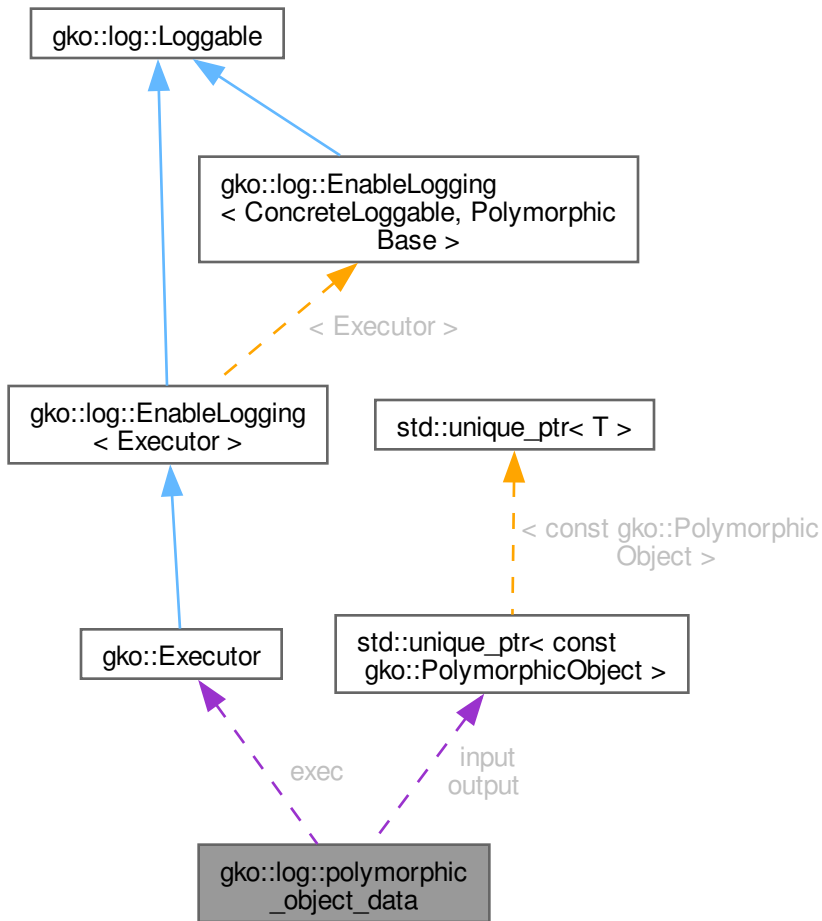 gko::log::Loggable
gko::log::EnableLogging
< ConcreteLoggable, Polymorphic
Base >
< Executor >
gko::log::EnableLogging
< Executor >
std::unique_ptr< T >
< const gko::Polymorphic
Object >
gko::Executor
std::unique_ptr< const
gko::PolymorphicObject >
exec
input
output
gko::log::polymorphic
_object_data